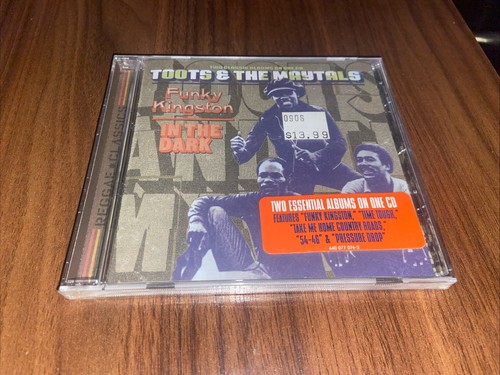 TWO CLASSIC ALBUMS ON ONE CD
TOOTS & THE MAYTALS
Funky
Kingston
IN THE
DARK
0906
$13.99
REGGAE CLASSICS
TWO ESSENTIAL ALBUMS ON ONE CD
FEATURES "FUNKY KINGSTON," "TIME TOUGH,"
"TAKE ME HOME COUNTRY ROADS,"
"54-46" & "PRESSURE DROP"